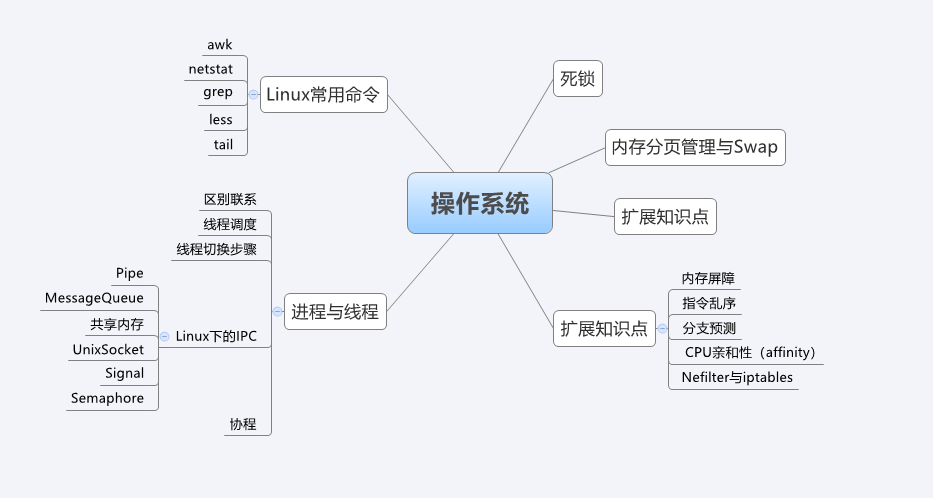 操作系统
Linux常用命令
awk
netstat
grep
less
tail
进程与线程
区别联系
线程调度
线程切换步骤
Linux下的IPC
Pipe
MessageQueue
共享内存
UnixSocket
Signal
Semaphore
协程
死锁
内存分页管理与Swap
扩展知识点
扩展知识点
内存屏障
指令乱序
分支预测
CPU亲和性（affinity）
Nefilter与iptables